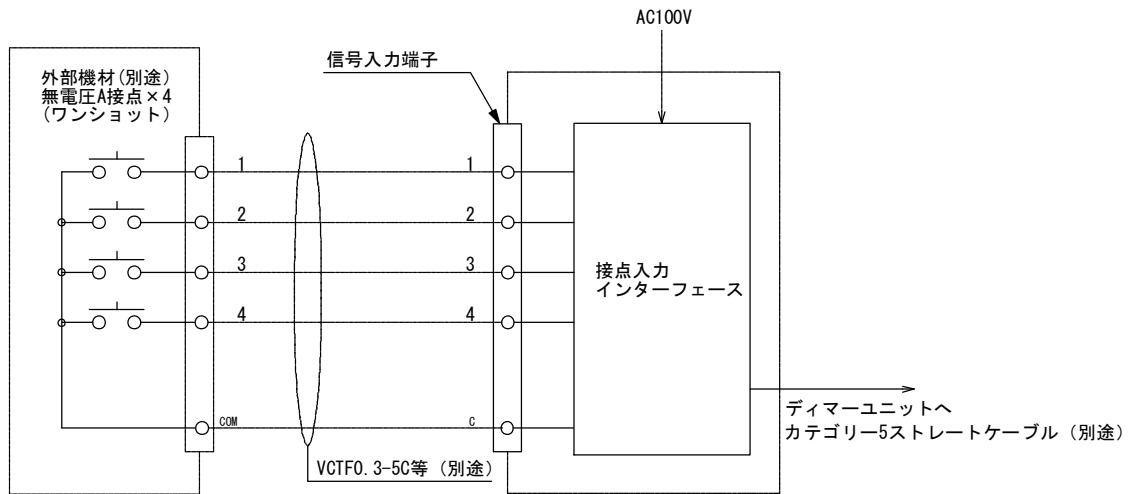 AC100V
信号入力端子
外部機材(別途)
無電圧A接点×4
(ワンショット)
1
1
2
2
3
3
4
4
接点入力
インターフェース
COM
C
ディマーユニットへ
カテゴリー5ストレートケーブル (別途)
VCTF0.3-5C等 (別途)